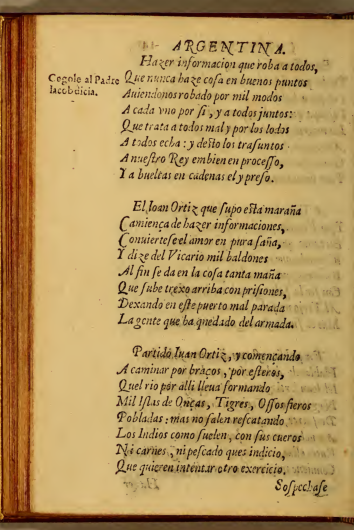 ARGENTINA.
Hazer informacion que roba a todos,
Cegole al Padre
la cobdicia.
Que nunca haze cosa en buenos puntos
Auiendonos robado por mil modos
A cada vno por si, y a todos juntos:
Que trata a todos mal y por los lodos
A todos echa: y desto los trasuntos
A nuestro Rey embien en processo,
Y a bueltas en cadenas el y preso.
El Ioan Ortiz que supo esta maraña
Camiença de hazer informaciones,
Conuiertese el amor en pura saña,
Y dize del Vicario mil baldones
Al fin se da en la cosa tanta maña
Que sube trexo arriba con prisiones,
Dexando en este puerto mal parada
La gente que ha quedado del armada.
Partido Iuan Ortiz, y començando
A caminar por braços, por esteros,
Quel rio por alli lleua formando
Mil Islas de Onças, Tigres, Ossos fieros
Pobladas: mas no salen rescatando
Los Indios como suelen, con sus cueros
Ni carnes, ni pescado ques indicio,
Que quieren intentar otro exercicio.
Sospechase